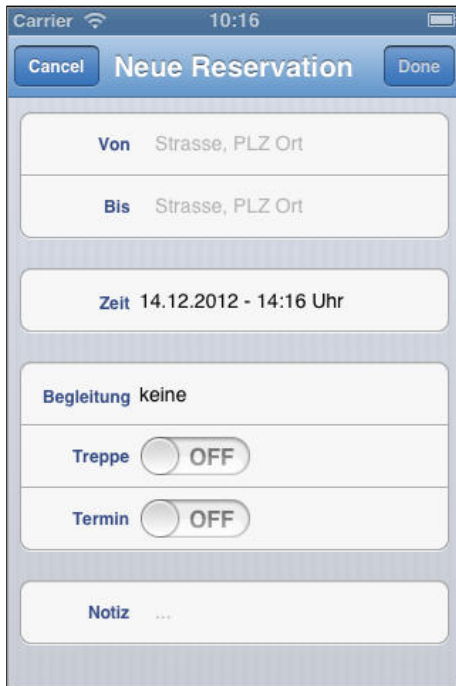 Carrier 10:16
Cancel Neue Reservation Done
Von Strasse, PLZ Ort
Bis Strasse, PLZ Ort
Zeit 14.12.2012 - 14:16 Uhr
Begleitung keine
Treppe OFF
Termin OFF
Notiz ...